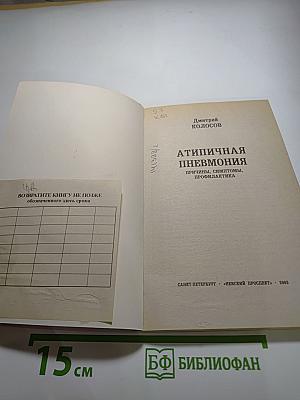 ВОЗВРАТИТЕ КНИГУ НЕ ПОЗЖЕ
обозначенного здесь срока
Дмитрий
КОЛОСОВ
АТИПИЧНАЯ
ПНЕВМОНИЯ
ПРИЧИНЫ, СИМПТОМЫ,
ПРОФИЛАКТИКА
САНКТ-ПЕТЕРБУРГ • «НЕВСКИЙ ПРОСПЕКТ» • 2003
15 см
БФ БИБЛИОФАН